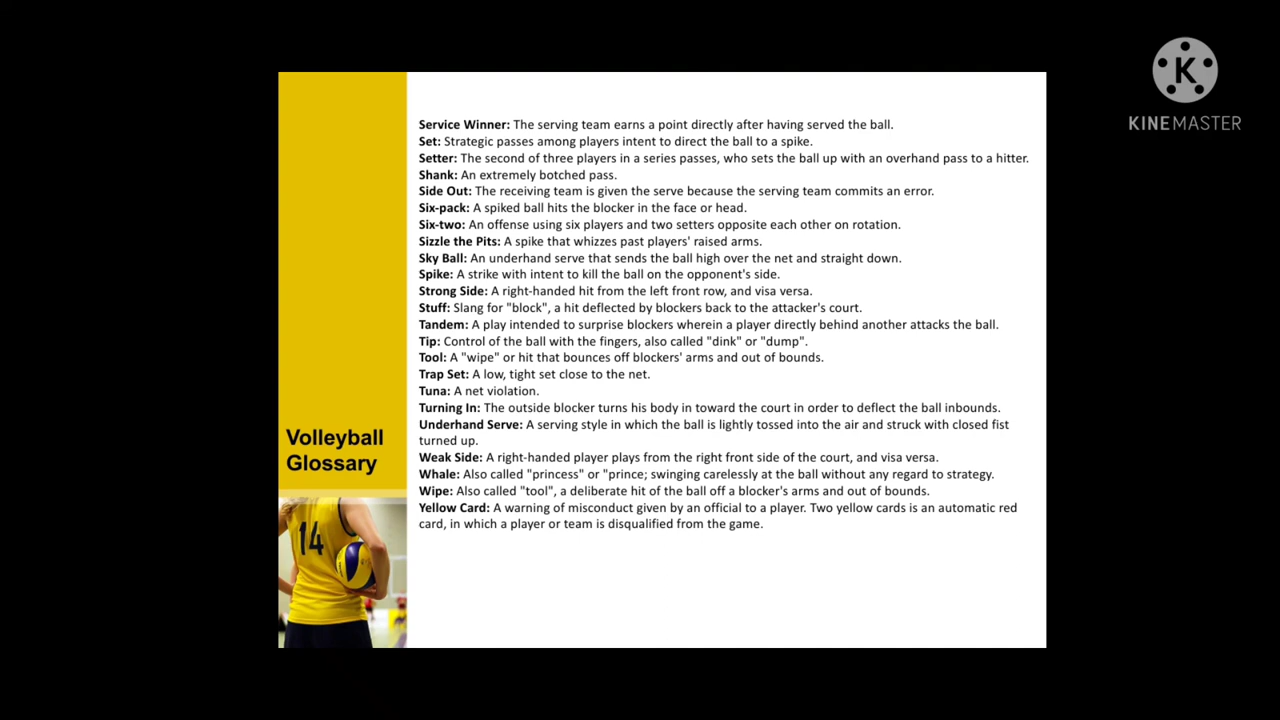 K
KINEMASTER
Service Winner: The serving team earns a point directly after having served the ball.
Set: Strategic passes among players intent to direct the ball to a spike.
Setter: The second of three players in a series passes, who sets the ball up with an overhand pass to a hitter.
Shank: An extremely botched pass.
Side Out: The receiving team is given the serve because the serving team commits an error.
Six-pack: A spiked ball hits the blocker in the face or head.
Six-two: An offense using six players and two setters opposite each other on rotation.
Sizzle the Pits: A spike that whizzes past players' raised arms.
Sky Ball: An underhand serve that sends the ball high over the net and straight down.
Spike: A strike with intent to kill the ball on the opponent's side.
Strong Side: A right-handed hit from the left front row, and visa versa.
Stuff: Slang for "block", a hit deflected by blockers back to the attacker's court.
Tandem: A play intended to surprise blockers wherein a player directly behind another attacks the ball.
Tip: Control of the ball with the fingers, also called "dink" or "dump".
Tool: A "wipe" or hit that bounces off blockers' arms and out of bounds.
Trap Set: A low, tight set close to the net.
Tuna: A net violation.
Turning In: The outside blocker turns his body in toward the court in order to deflect the ball inbounds.
Underhand Serve: A serving style in which the ball is lightly tossed into the air and struck with closed fist
turned up.
Weak Side: A right-handed player plays from the right front side of the court, and visa versa.
Whale: Also called "princess" or "prince; swinging carelessly at the ball without any regard to strategy.
Wipe: Also called "tool", a deliberate hit of the ball off a blocker's arms and out of bounds.
Yellow Card: A warning of misconduct given by an official to a player. Two yellow cards is an automatic red
card, in which a player or team is disqualified from the game.
Volleyball
Glossary
14